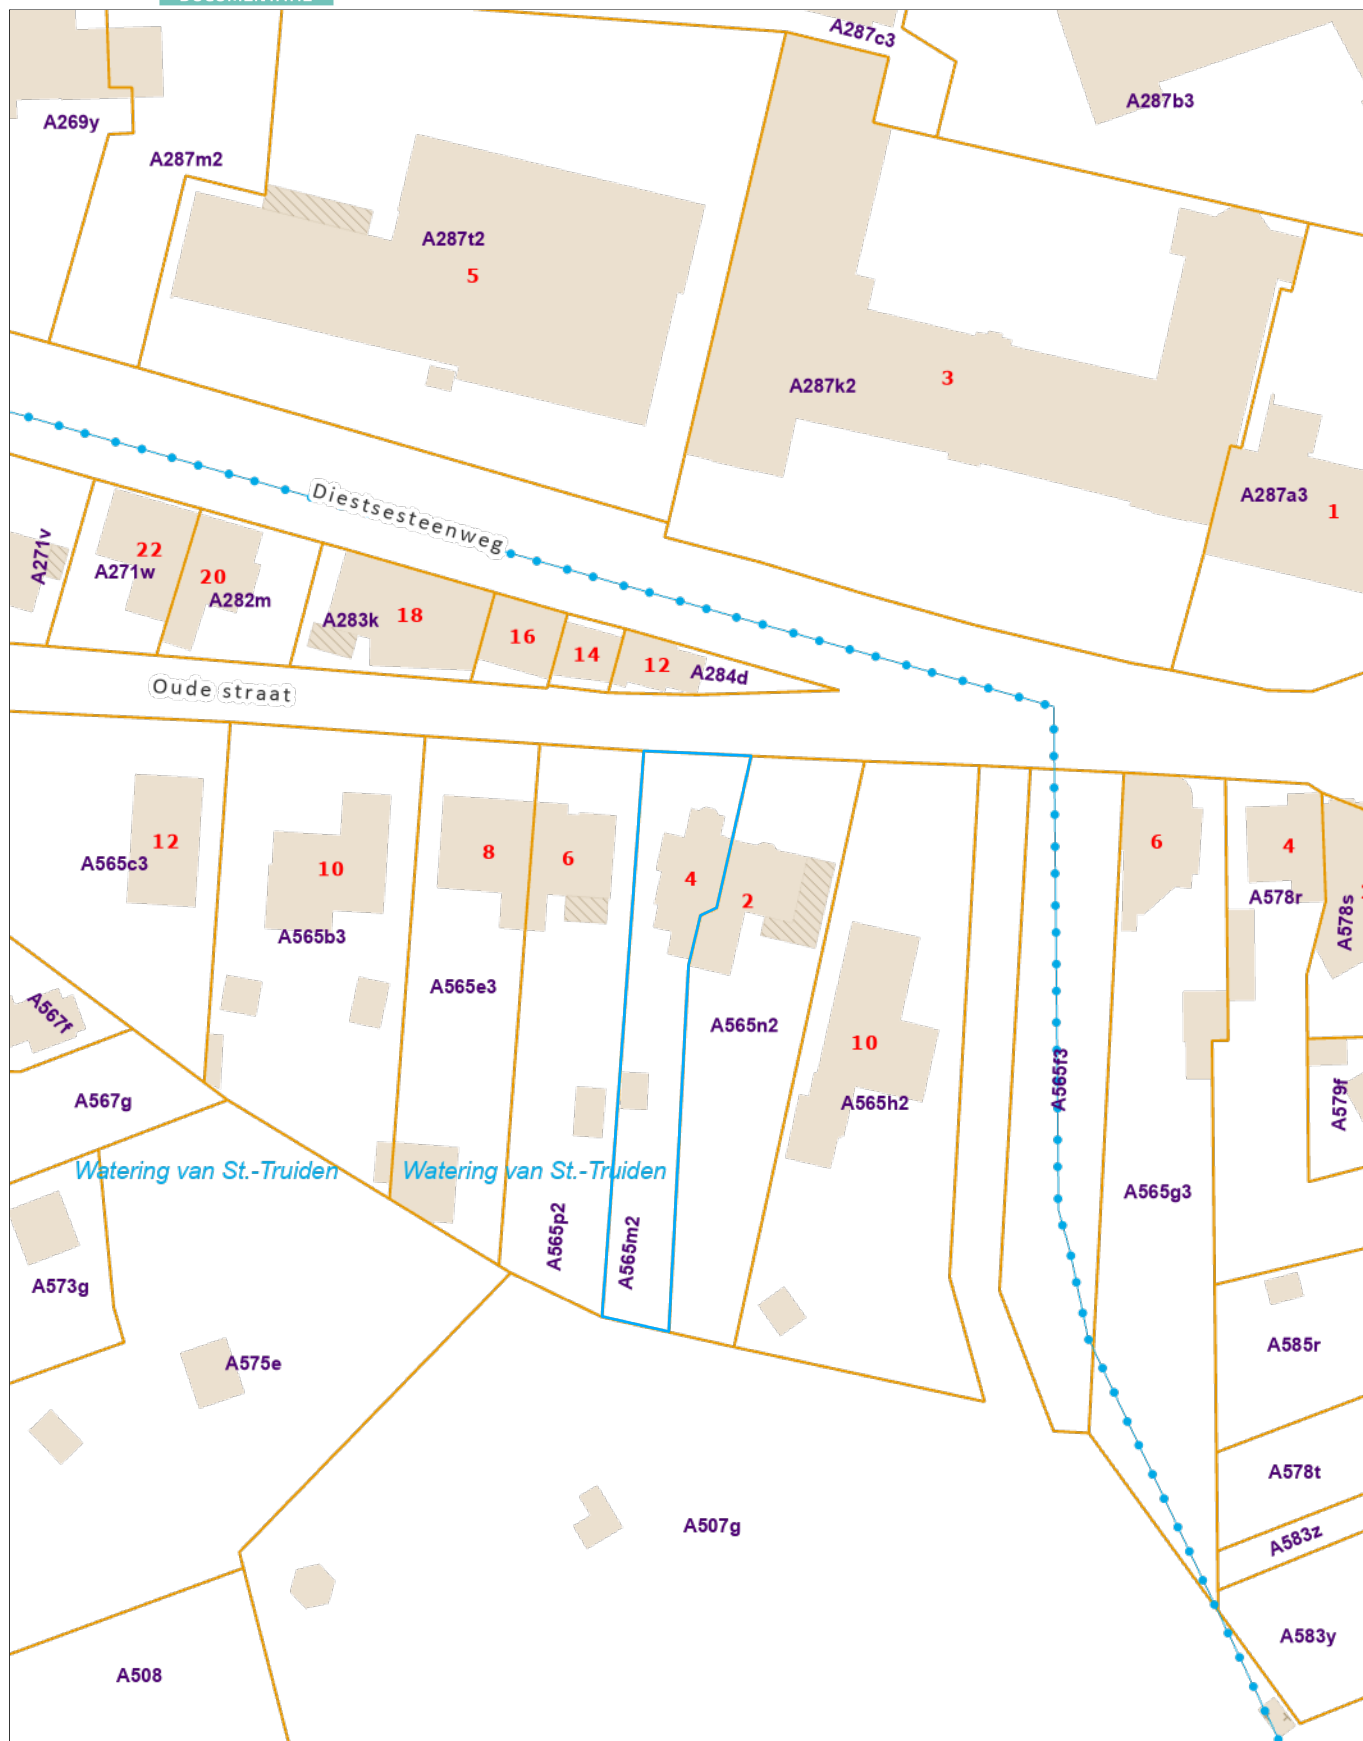 A287c3
A287b3
A269y
A287m2
A287t2
5
A287k2
3
A287a3
1
Diestsesteenweg
A271v
22
A271w
20
A282m
A283k
18
16
14
12
A284d
Oude straat
A565c3
12
10
A565b3
8
6
A565e3
4
2
A565n2
10
A565h2
A565f3
6
4
A578r
A578s
A567f
A567g
A579f
Watering van St.-Truiden
Watering van St.-Truiden
A565p2
A565m2
A565g3
A573g
A575e
A585r
A578t
A507g
A583z
A583y
A508